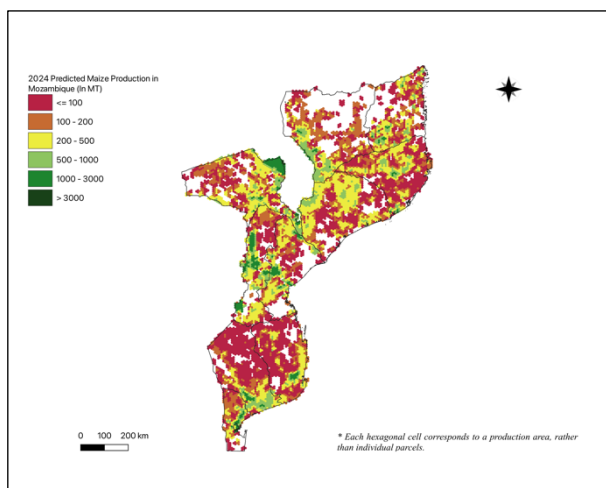 2024 Predicted Maize Production in
Mozambique (In MT)
<= 100
100 - 200
200 - 500
500 - 1000
1000 - 3000
> 3000
0 100 200 km
* Each hexagonal cell corresponds to a production area, rather
than individual parcels.